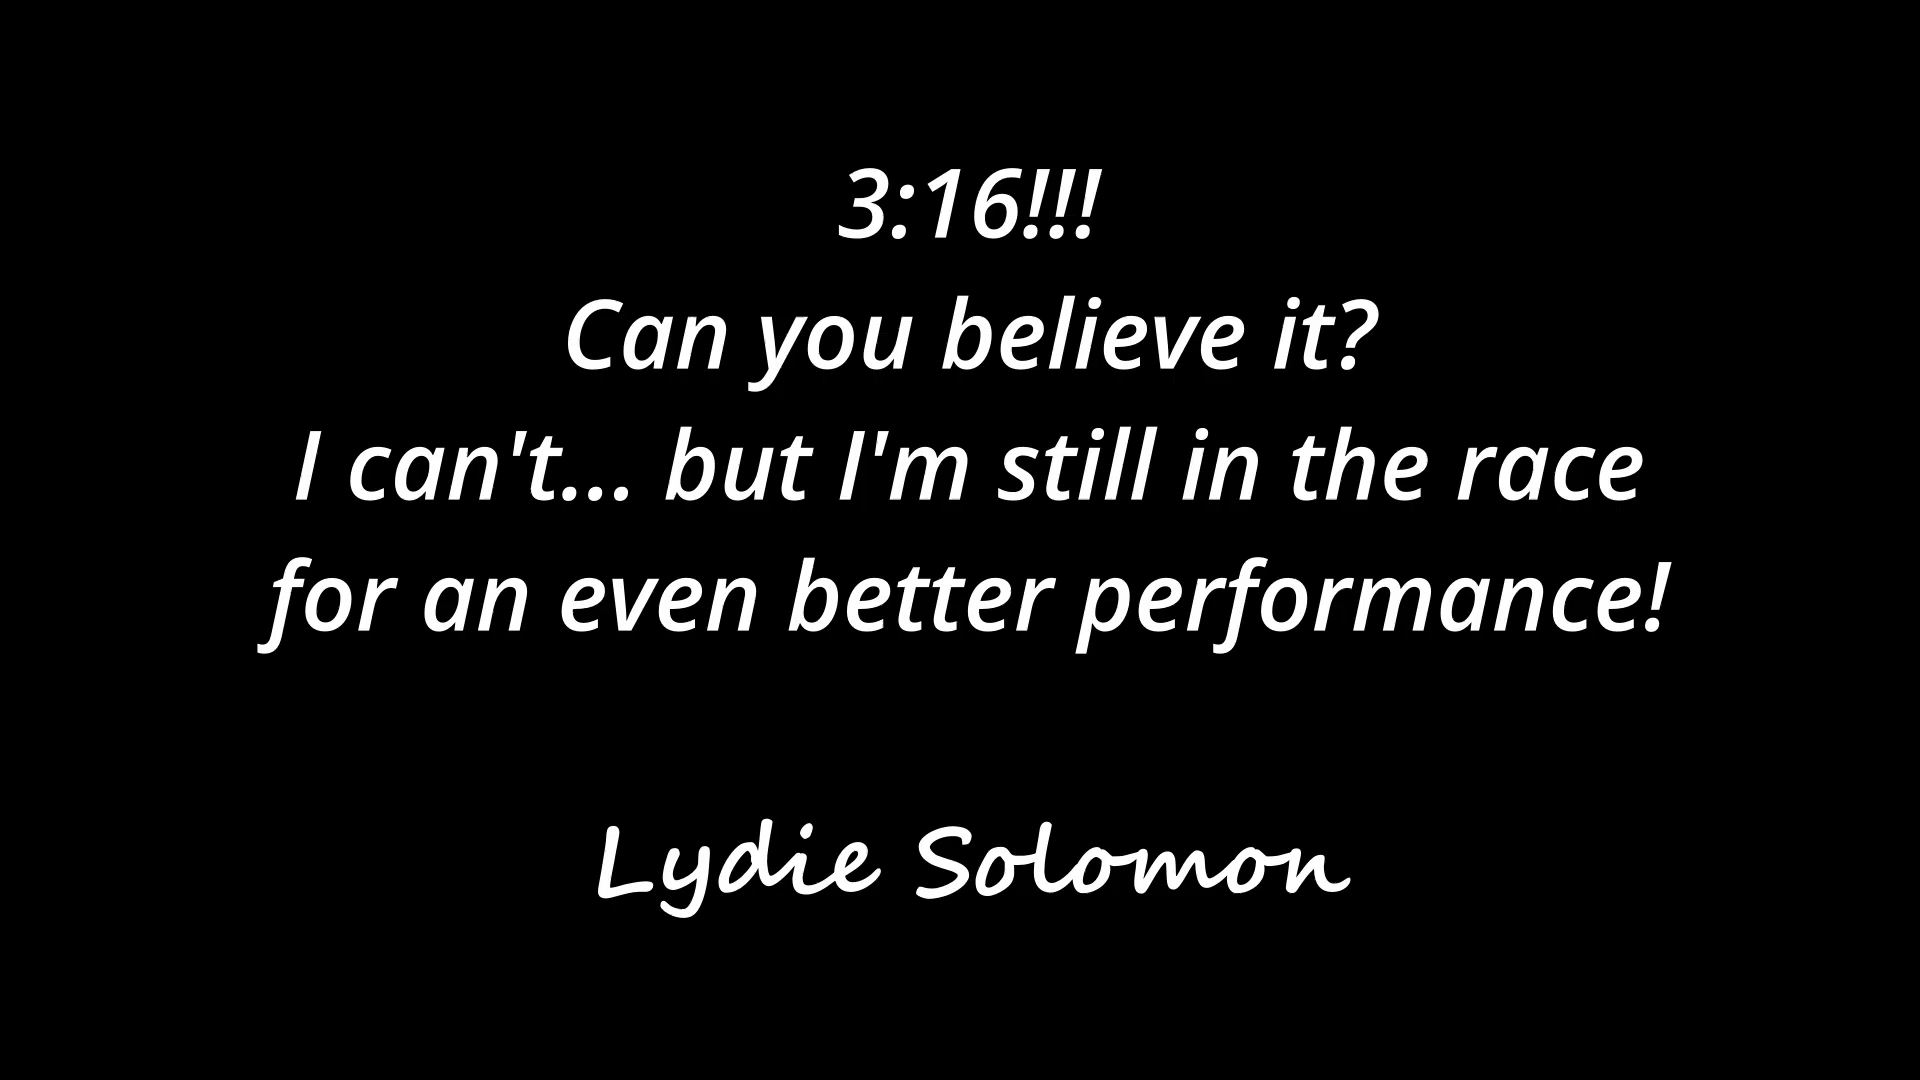 3:16!!!
Can you believe it?
I can't... but I'm still in the race
for an even better performance!
Lydie Solomon